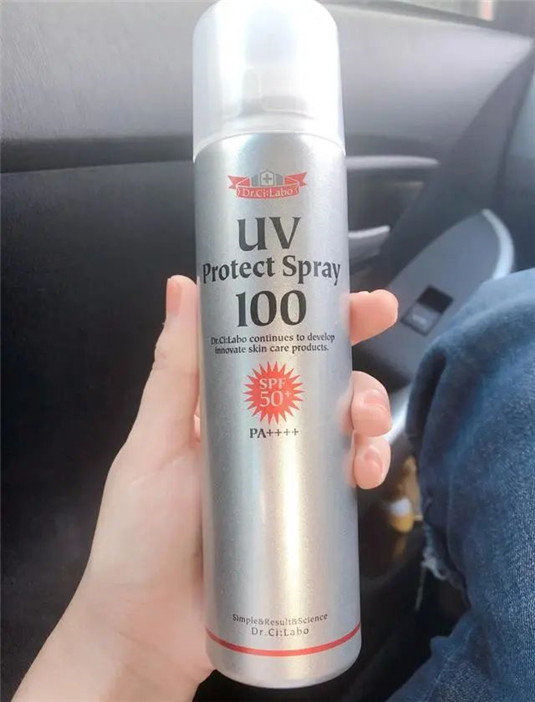 Dr.Ci:Labo
UV
Protect Spray
100
Dr.Ci:Labo continues to develop
innovate skin care products.
SPF
50+
PA++++
Simple&Result&Science
Dr.Ci:Labo